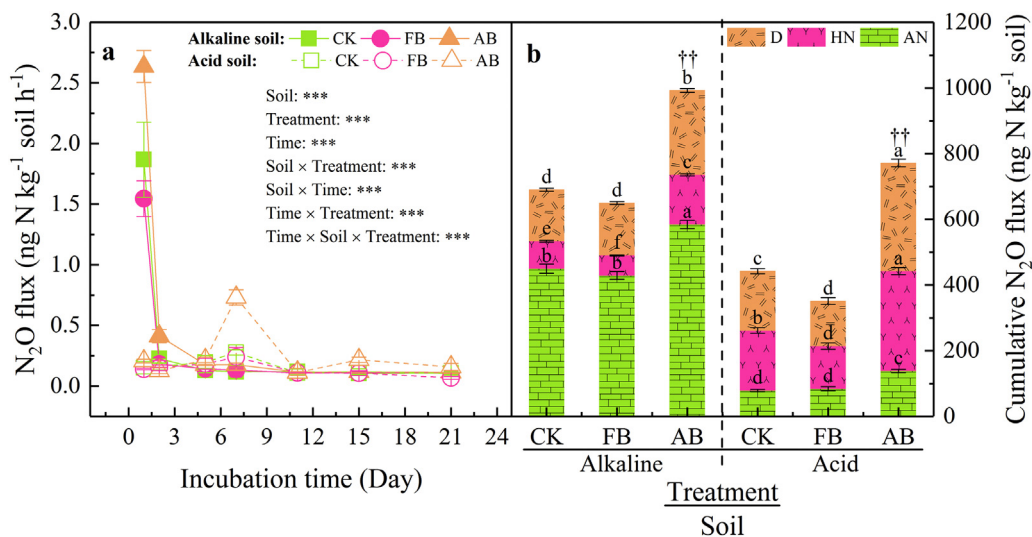 a
N₂O flux (ng N kg⁻¹ soil h⁻¹)
3.0
2.5
2.0
1.5
1.0
0.5
0.0
Alkaline soil: CK FB AB
Acid soil: CK FB AB
Soil: ***
Treatment: ***
Time: ***
Soil × Treatment: ***
Soil × Time: ***
Time × Treatment: ***
Time × Soil × Treatment: ***
0 3 6 9 12 15 18 21 24
Incubation time (Day)
b
D HN AN
d e b
d f b
†† b c a
c b d
d d d
†† a a c
CK FB AB CK FB AB
Alkaline Acid
Treatment
Soil
1200
1000
800
600
400
200
0
Cumulative N₂O flux (ng N kg⁻¹ soil)